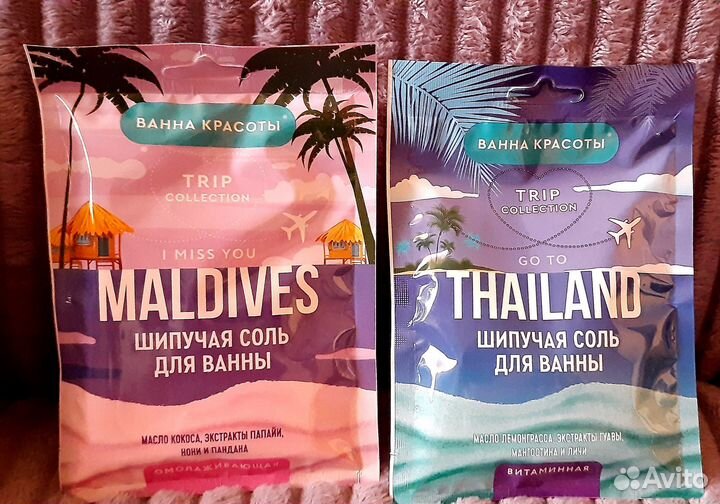 ВАННА КРАСОТЫ
TRIP
COLLECTION
I MISS YOU
MALDIVES
ШИПУЧАЯ СОЛЬ
ДЛЯ ВАННЫ
МАСЛО КОКОСА, ЭКСТРАКТЫ ПАПАЙИ,
НОНИ И ПАНДАНА
ОМОЛАЖИВАЮЩАЯ
ВАННА КРАСОТЫ
TRIP
COLLECTION
GO TO
THAILAND
ШИПУЧАЯ СОЛЬ
ДЛЯ ВАННЫ
МАСЛО ЛЕМОНГРАССА, ЭКСТРАКТЫ ГУАВЫ,
МАНГОСТИНА И ЛИЧИ
ВИТАМИННАЯ
Avito